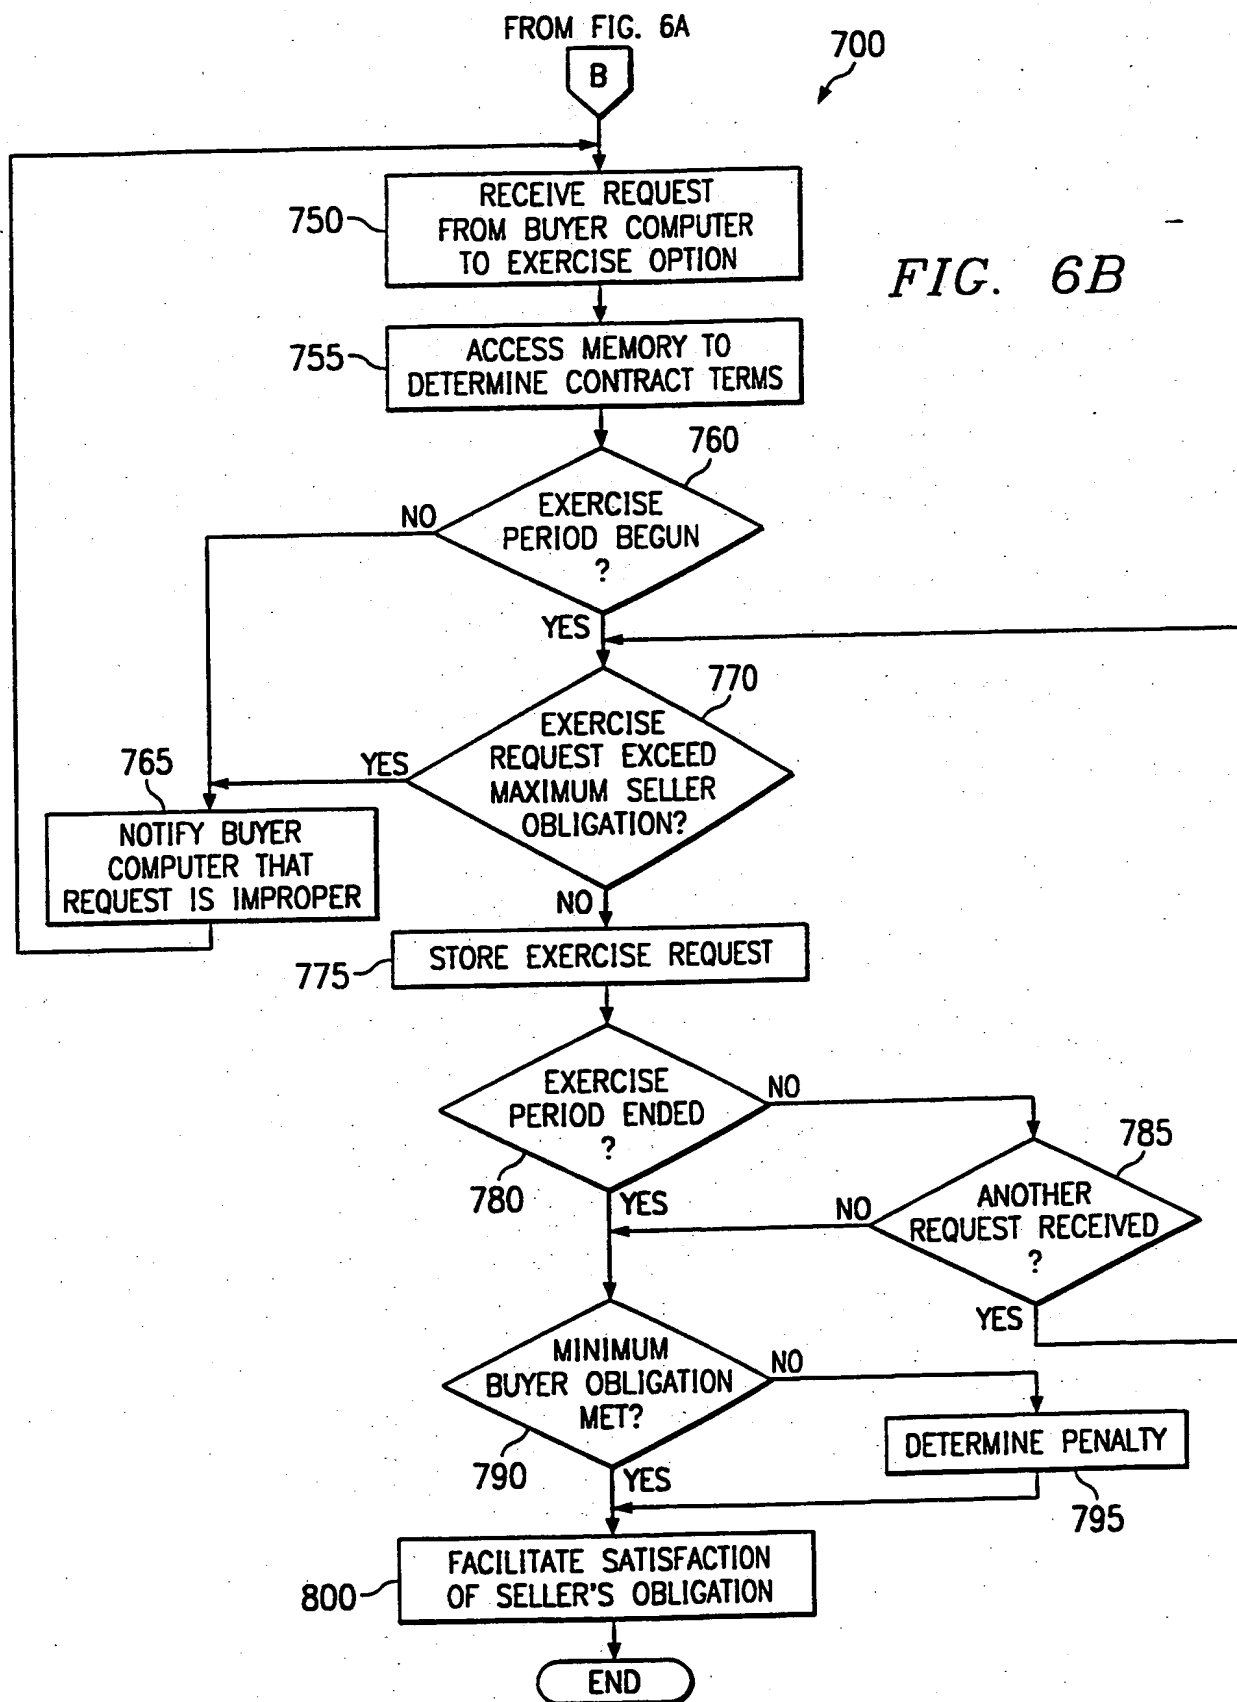 FROM FIG. 6A
B
700
750
RECEIVE REQUEST
FROM BUYER COMPUTER
TO EXERCISE OPTION
FIG. 6B
755
ACCESS MEMORY TO
DETERMINE CONTRACT TERMS
760
EXERCISE
PERIOD BEGUN
?
NO
YES
770
EXERCISE
REQUEST EXCEED
MAXIMUM SELLER
OBLIGATION?
YES
NO
765
NOTIFY BUYER
COMPUTER THAT
REQUEST IS IMPROPER
775
STORE EXERCISE REQUEST
EXERCISE
PERIOD ENDED
?
780
NO
YES
785
ANOTHER
REQUEST RECEIVED
?
NO
YES
MINIMUM
BUYER OBLIGATION
MET?
790
NO
YES
DETERMINE PENALTY
795
800
FACILITATE SATISFACTION
OF SELLER'S OBLIGATION
END